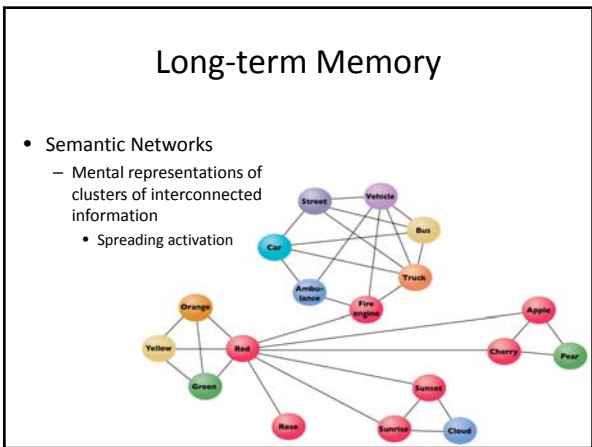 Long-term Memory
• Semantic Networks
– Mental representations of
clusters of interconnected
information
• Spreading activation
Street
Vehicle
Bus
Car
Truck
Ambu-
lance
Fire
engine
Orange
Yellow
Red
Green
Rose
Apple
Cherry
Pear
Sunset
Sunrise
Cloud